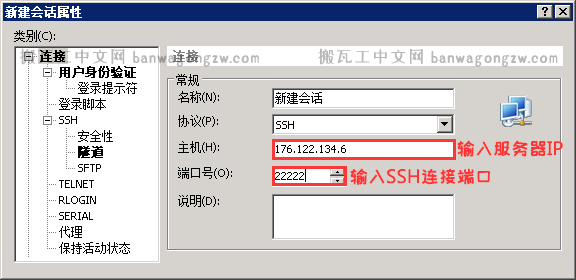 新建会话属性
类别(C):
搬瓦工中文网 banwagongzw.com
搬瓦工中文网 banwagongzw.com
连接
用户身份验证
登录提示符
登录脚本
SSH
安全性
隧道
SFTP
TELNET
RLOGIN
SERIAL
代理
保持活动状态
连接
常规
名称(N): 新建会话
协议(P): SSH
主机(H): 176.122.134.6 输入服务器IP
端口号(O): 22222 输入SSH连接端口
说明(D):